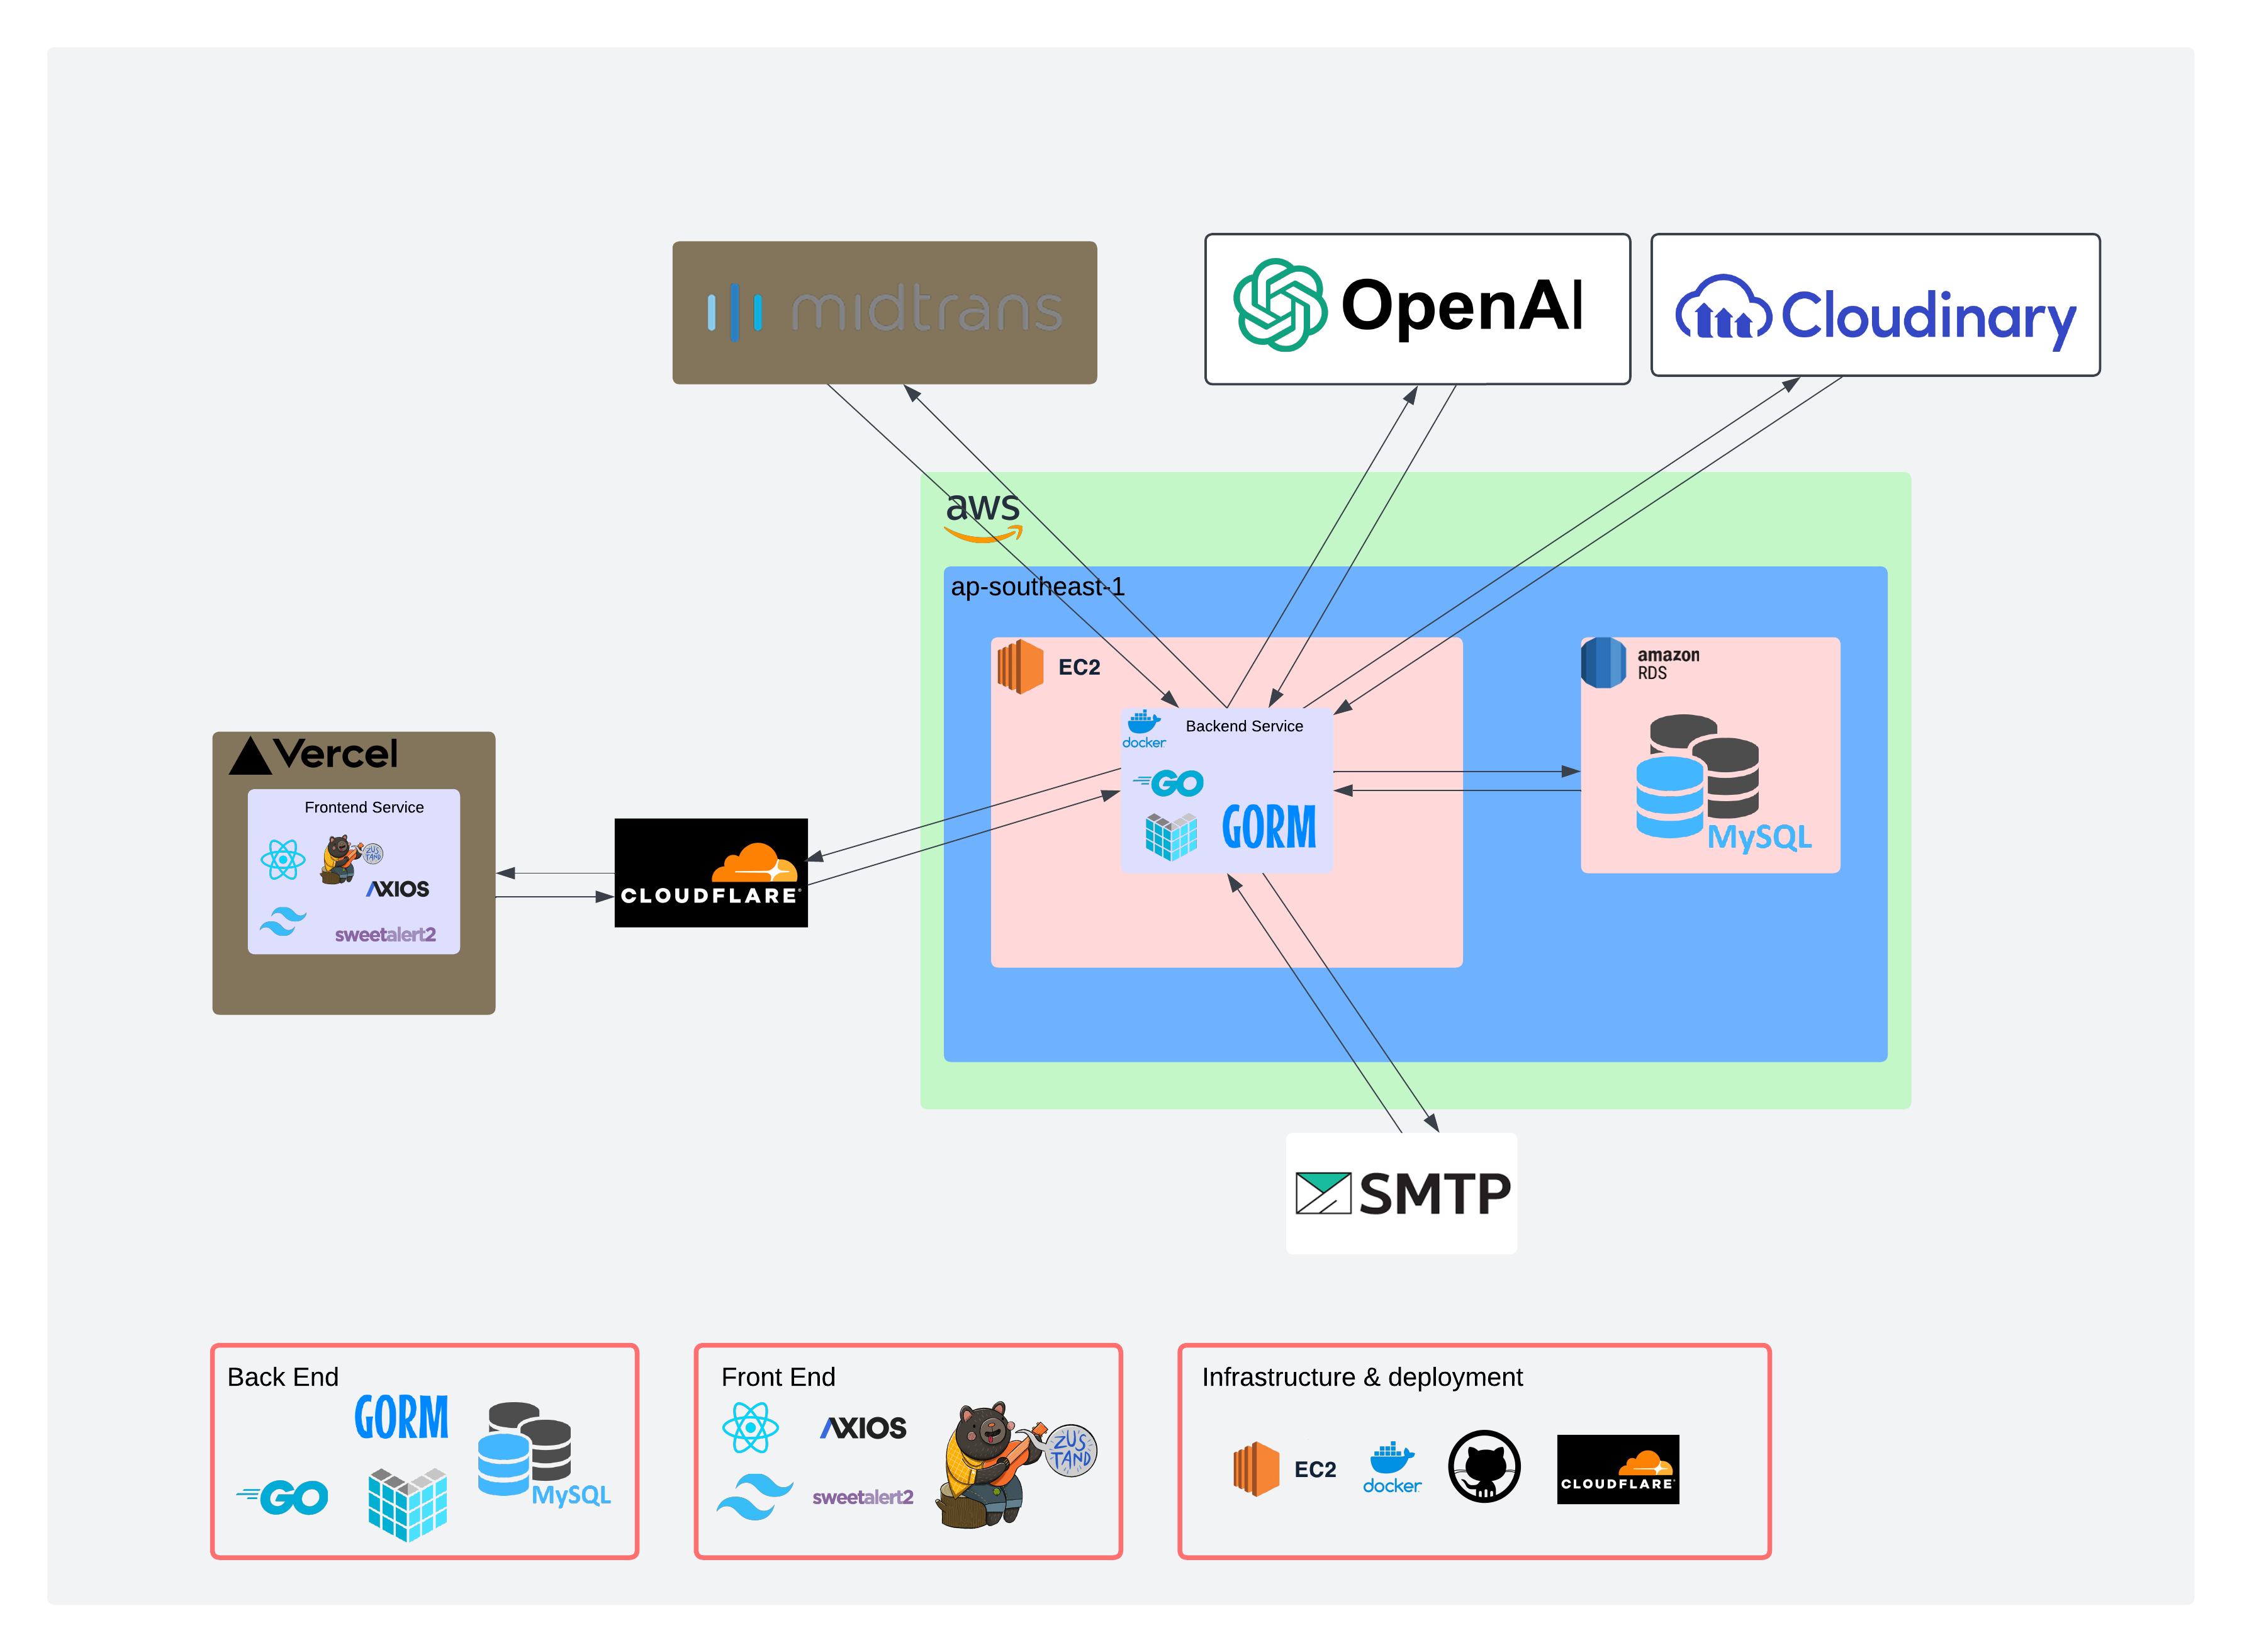 midtrans
OpenAI
Cloudinary
aws
ap-southeast-1
EC2
amazon
RDS
docker
Backend Service
GO
GORM
MySQL
Vercel
Frontend Service
ZUS
TAND
AXIOS
sweetalert2
CLOUDFLARE
SMTP
Back End
GORM
MySQL
GO
Front End
AXIOS
ZUS
TAND
sweetalert2
Infrastructure & deployment
EC2
docker
CLOUDFLARE